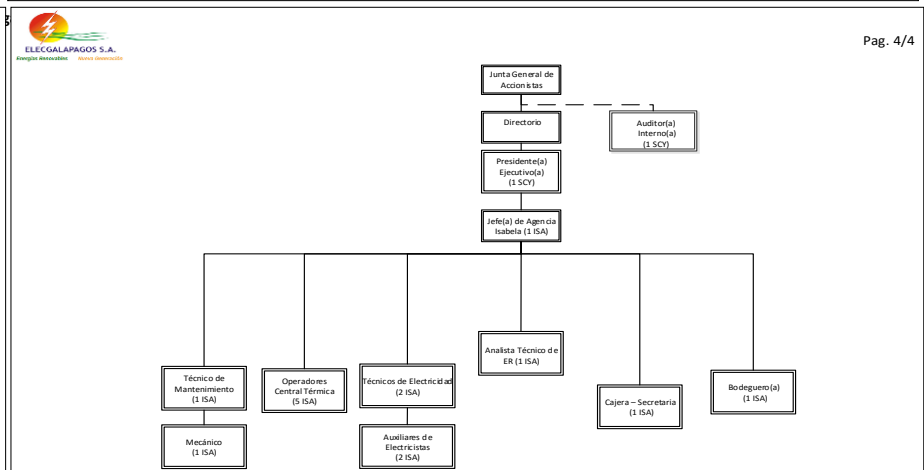 ELECGALAPAGOS S.A.
Energías Renovables Nueva Generación
Pag. 4/4
Junta General de
Accionistas
Directorio
Auditor(a)
Interno(a)
(1 SCY)
Presidente(a)
Ejecutivo(a)
(1 SCY)
Jefe(a) de Agencia
Isabela (1 ISA)
Técnico de
Mantenimiento
(1 ISA)
Operadores
Central Térmica
(5 ISA)
Técnicos de Electricidad
(2 ISA)
Analista Técnico de
ER (1 ISA)
Cajera – Secretaria
(1 ISA)
Bodeguero(a)
(1 ISA)
Mecánico
(1 ISA)
Auxiliares de
Electricistas
(2 ISA)